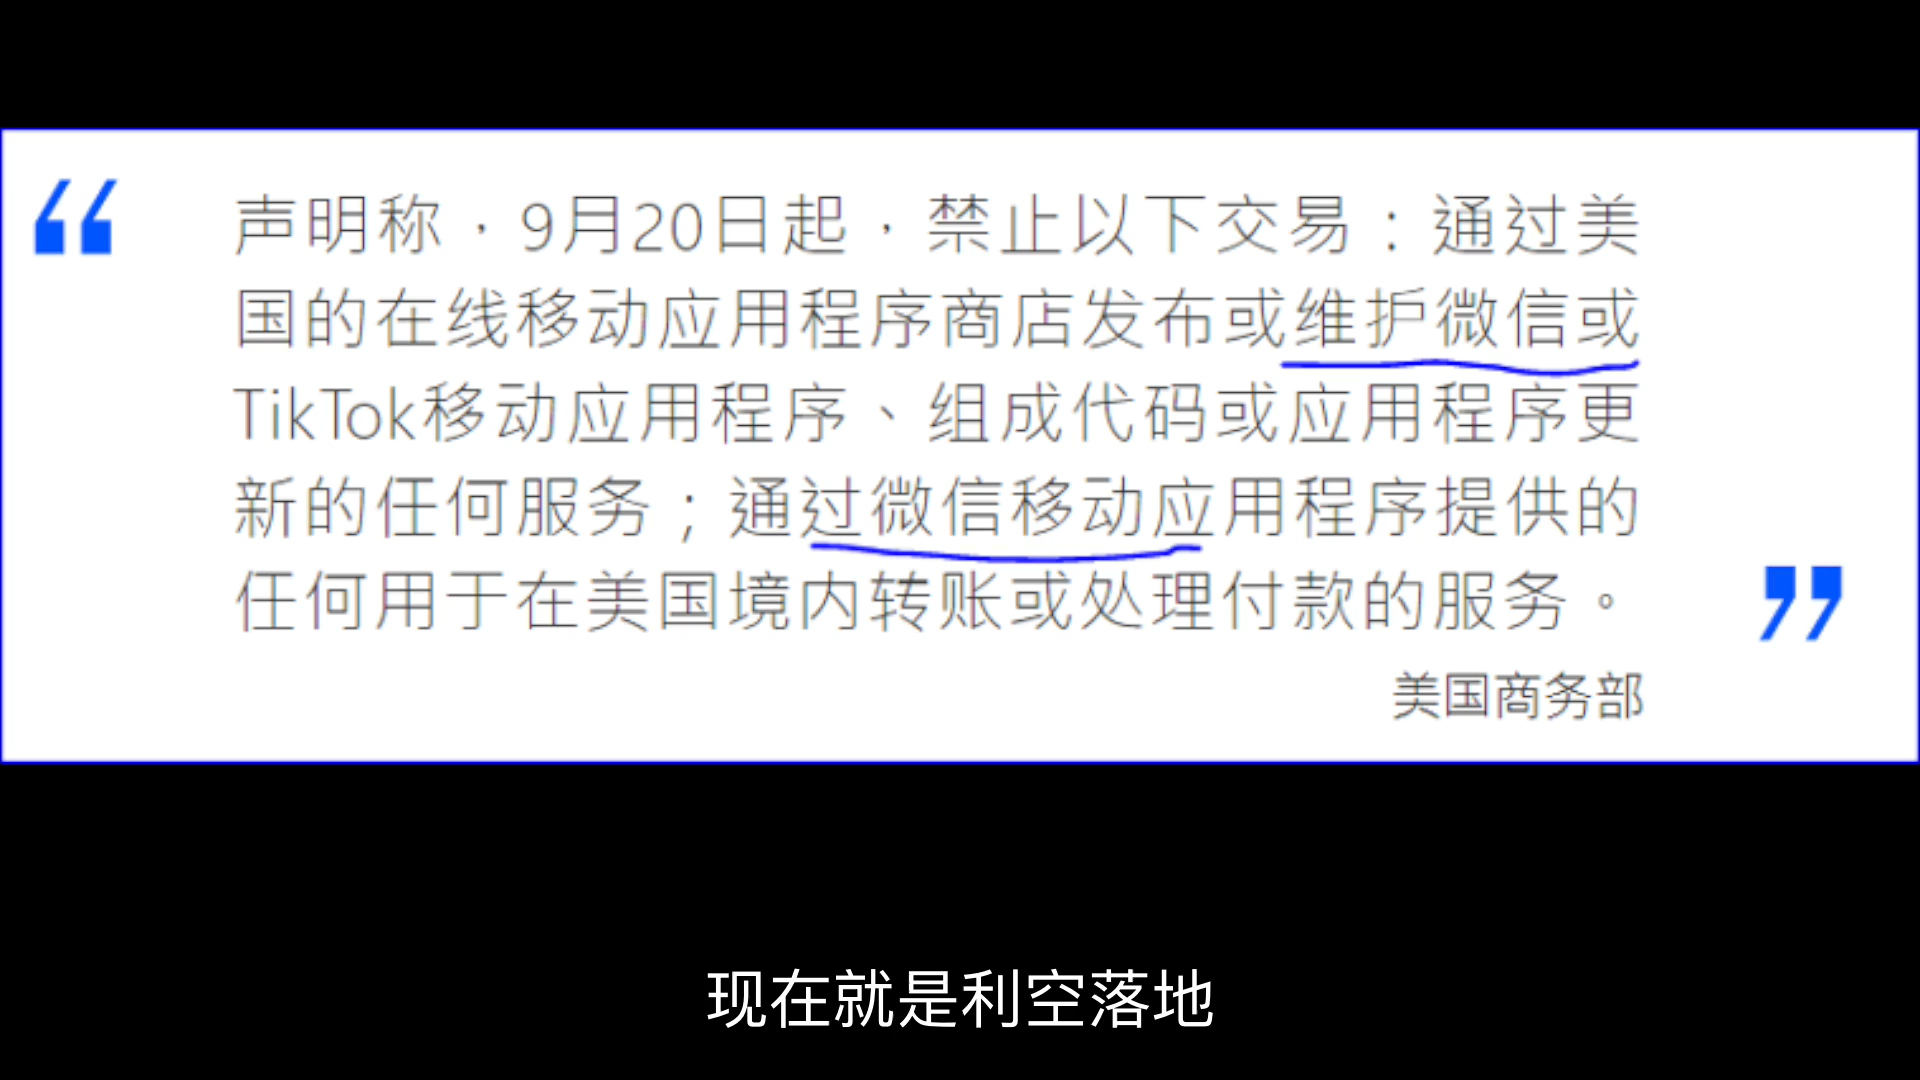 “声明称，9月20日起，禁止以下交易：通过美
国的在线移动应用程序商店发布或维护微信或
TikTok移动应用程序、组成代码或应用程序更
新的任何服务；通过微信移动应用程序提供的
任何用于在美国境内转账或处理付款的服务。”
美国商务部
现在就是利空落地